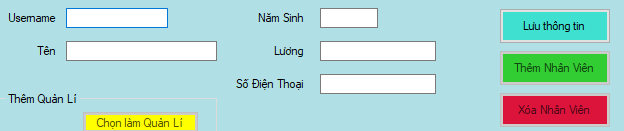 Username
Năm Sinh
Lưu thông tin
Tên
Lương
Thêm Nhân Viên
Số Điện Thoại
Thêm Quản Lí
Xóa Nhân Viên
Chọn làm Quản Lí